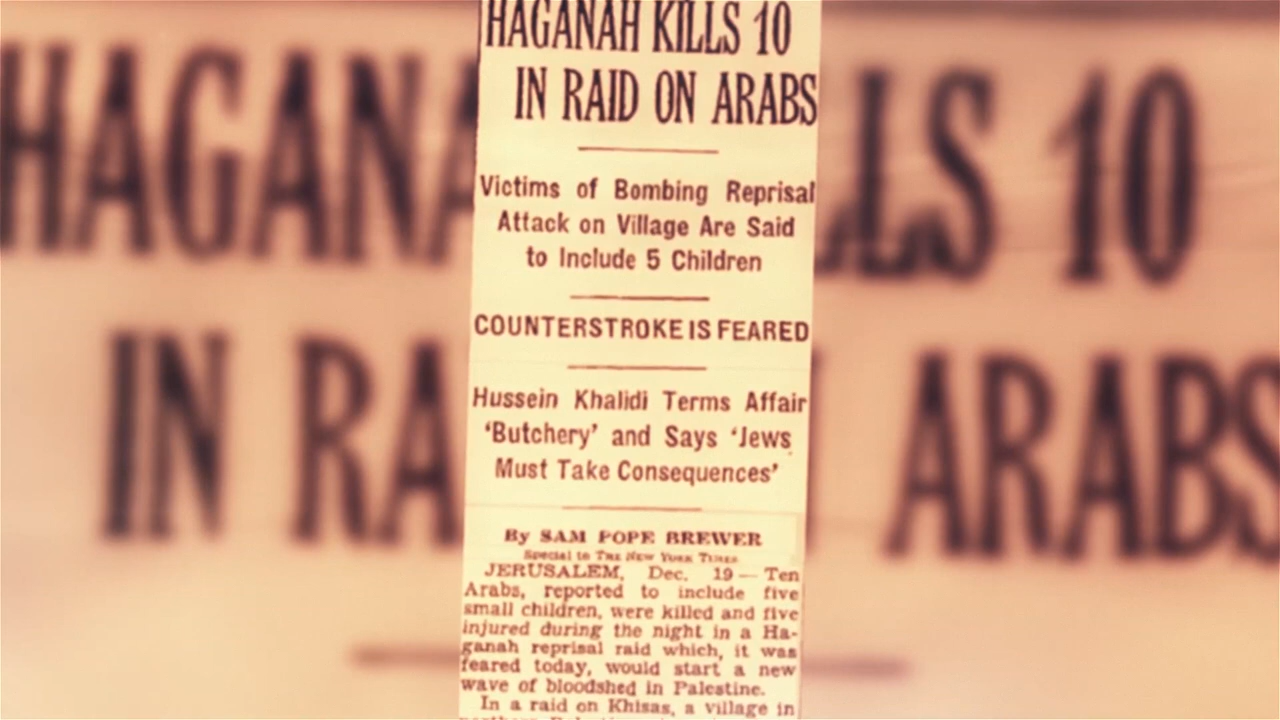 HAGANAH KILLS 10
IN RAID ON ARABS
Victims of Bombing Reprisal
Attack on Village Are Said
to Include 5 Children
COUNTERSTROKE IS FEARED
Hussein Khalidi Terms Affair
'Butchery' and Says 'Jews
Must Take Consequences'
By SAM POPE BREWER
Special to THE NEW YORK TIMES
JERUSALEM, Dec. 19 — Ten
Arabs, reported to include five
small children, were killed and five
injured during the night in a Ha-
ganah reprisal raid which, it was
feared today, would start a new
wave of bloodshed in Palestine.
In a raid on Khisas, a village in